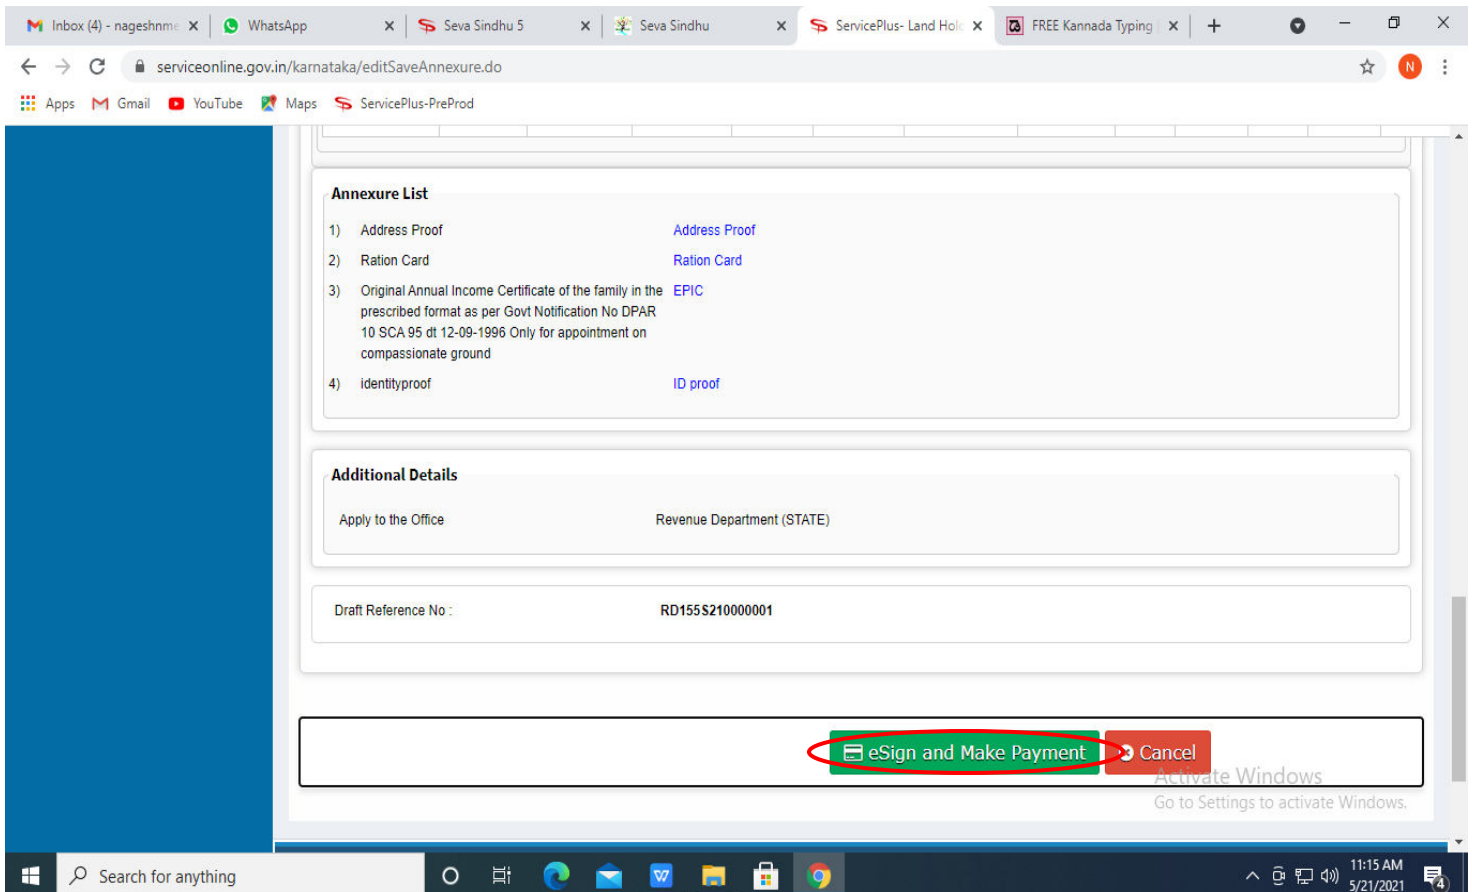 Inbox (4) - nageshnme
WhatsApp
Seva Sindhu 5
Seva Sindhu
ServicePlus- Land Hol
FREE Kannada Typing
serviceonline.gov.in/karnataka/editSaveAnnexure.do
N
Apps
Gmail
YouTube
Maps
ServicePlus-PreProd
Annexure List
1) Address Proof Address Proof
2) Ration Card Ration Card
3) Original Annual Income Certificate of the family in the EPIC
prescribed format as per Govt Notification No DPAR
10 SCA 95 dt 12-09-1996 Only for appointment on
compassionate ground
4) identityproof ID proof
Additional Details
Apply to the Office Revenue Department (STATE)
Draft Reference No : RD155S210000001
eSign and Make Payment
Cancel
Activate Windows
Go to Settings to activate Windows.
Search for anything
11:15 AM
5/21/2021
4